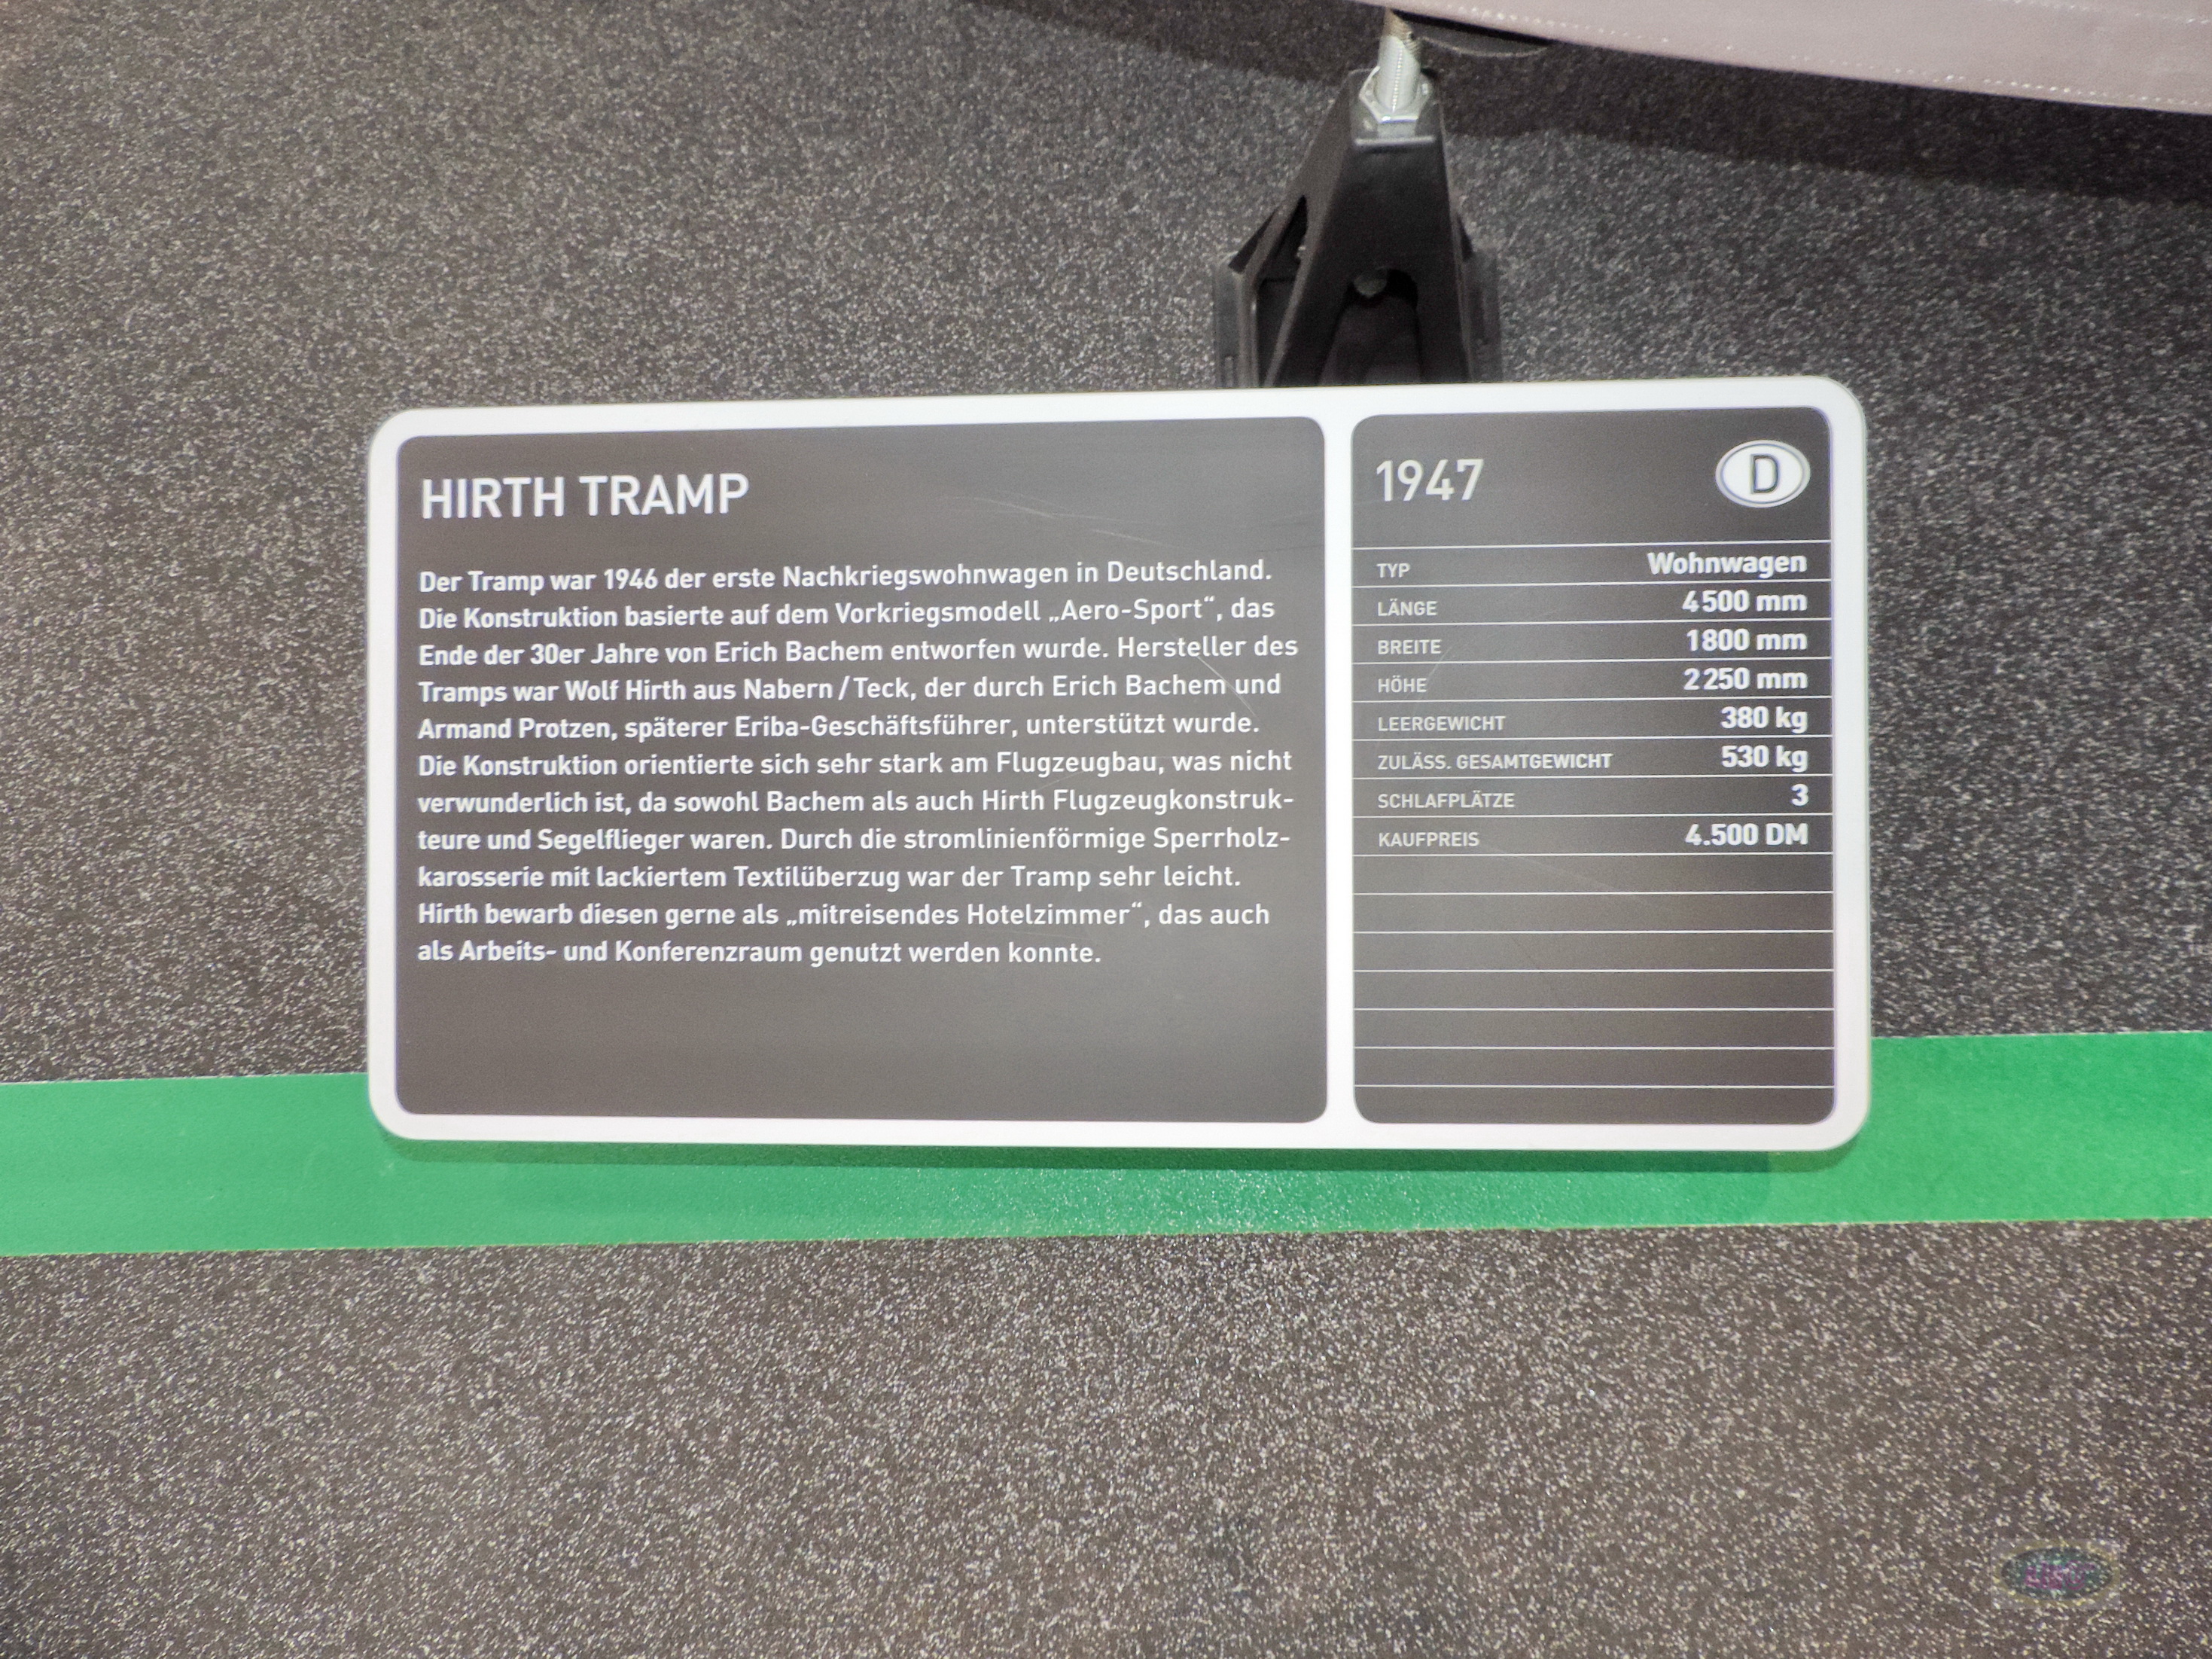 HIRTH TRAMP
Der Tramp war 1946 der erste Nachkriegswohnwagen in Deutschland.
Die Konstruktion basierte auf dem Vorkriegsmodell „Aero-Sport“, das
Ende der 30er Jahre von Erich Bachem entworfen wurde. Hersteller des
Tramps war Wolf Hirth aus Nabern / Teck, der durch Erich Bachem und
Armand Protzen, späterer Eriba-Geschäftsführer, unterstützt wurde.
Die Konstruktion orientierte sich sehr stark am Flugzeugbau, was nicht
verwunderlich ist, da sowohl Bachem als auch Hirth Flugzeugkonstruk-
teure und Segelflieger waren. Durch die stromlinienförmige Sperrholz-
karosserie mit lackiertem Textilüberzug war der Tramp sehr leicht.
Hirth bewarb diesen gerne als „mitreisendes Hotelzimmer“, das auch
als Arbeits- und Konferenzraum genutzt werden konnte.
1947 D
TYP Wohnwagen
LÄNGE 4500 mm
BREITE 1800 mm
HÖHE 2250 mm
LEERGEWICHT 380 kg
ZULÄSS. GESAMTGEWICHT 530 kg
SCHLAFPLÄTZE 3
KAUFPREIS 4.500 DM